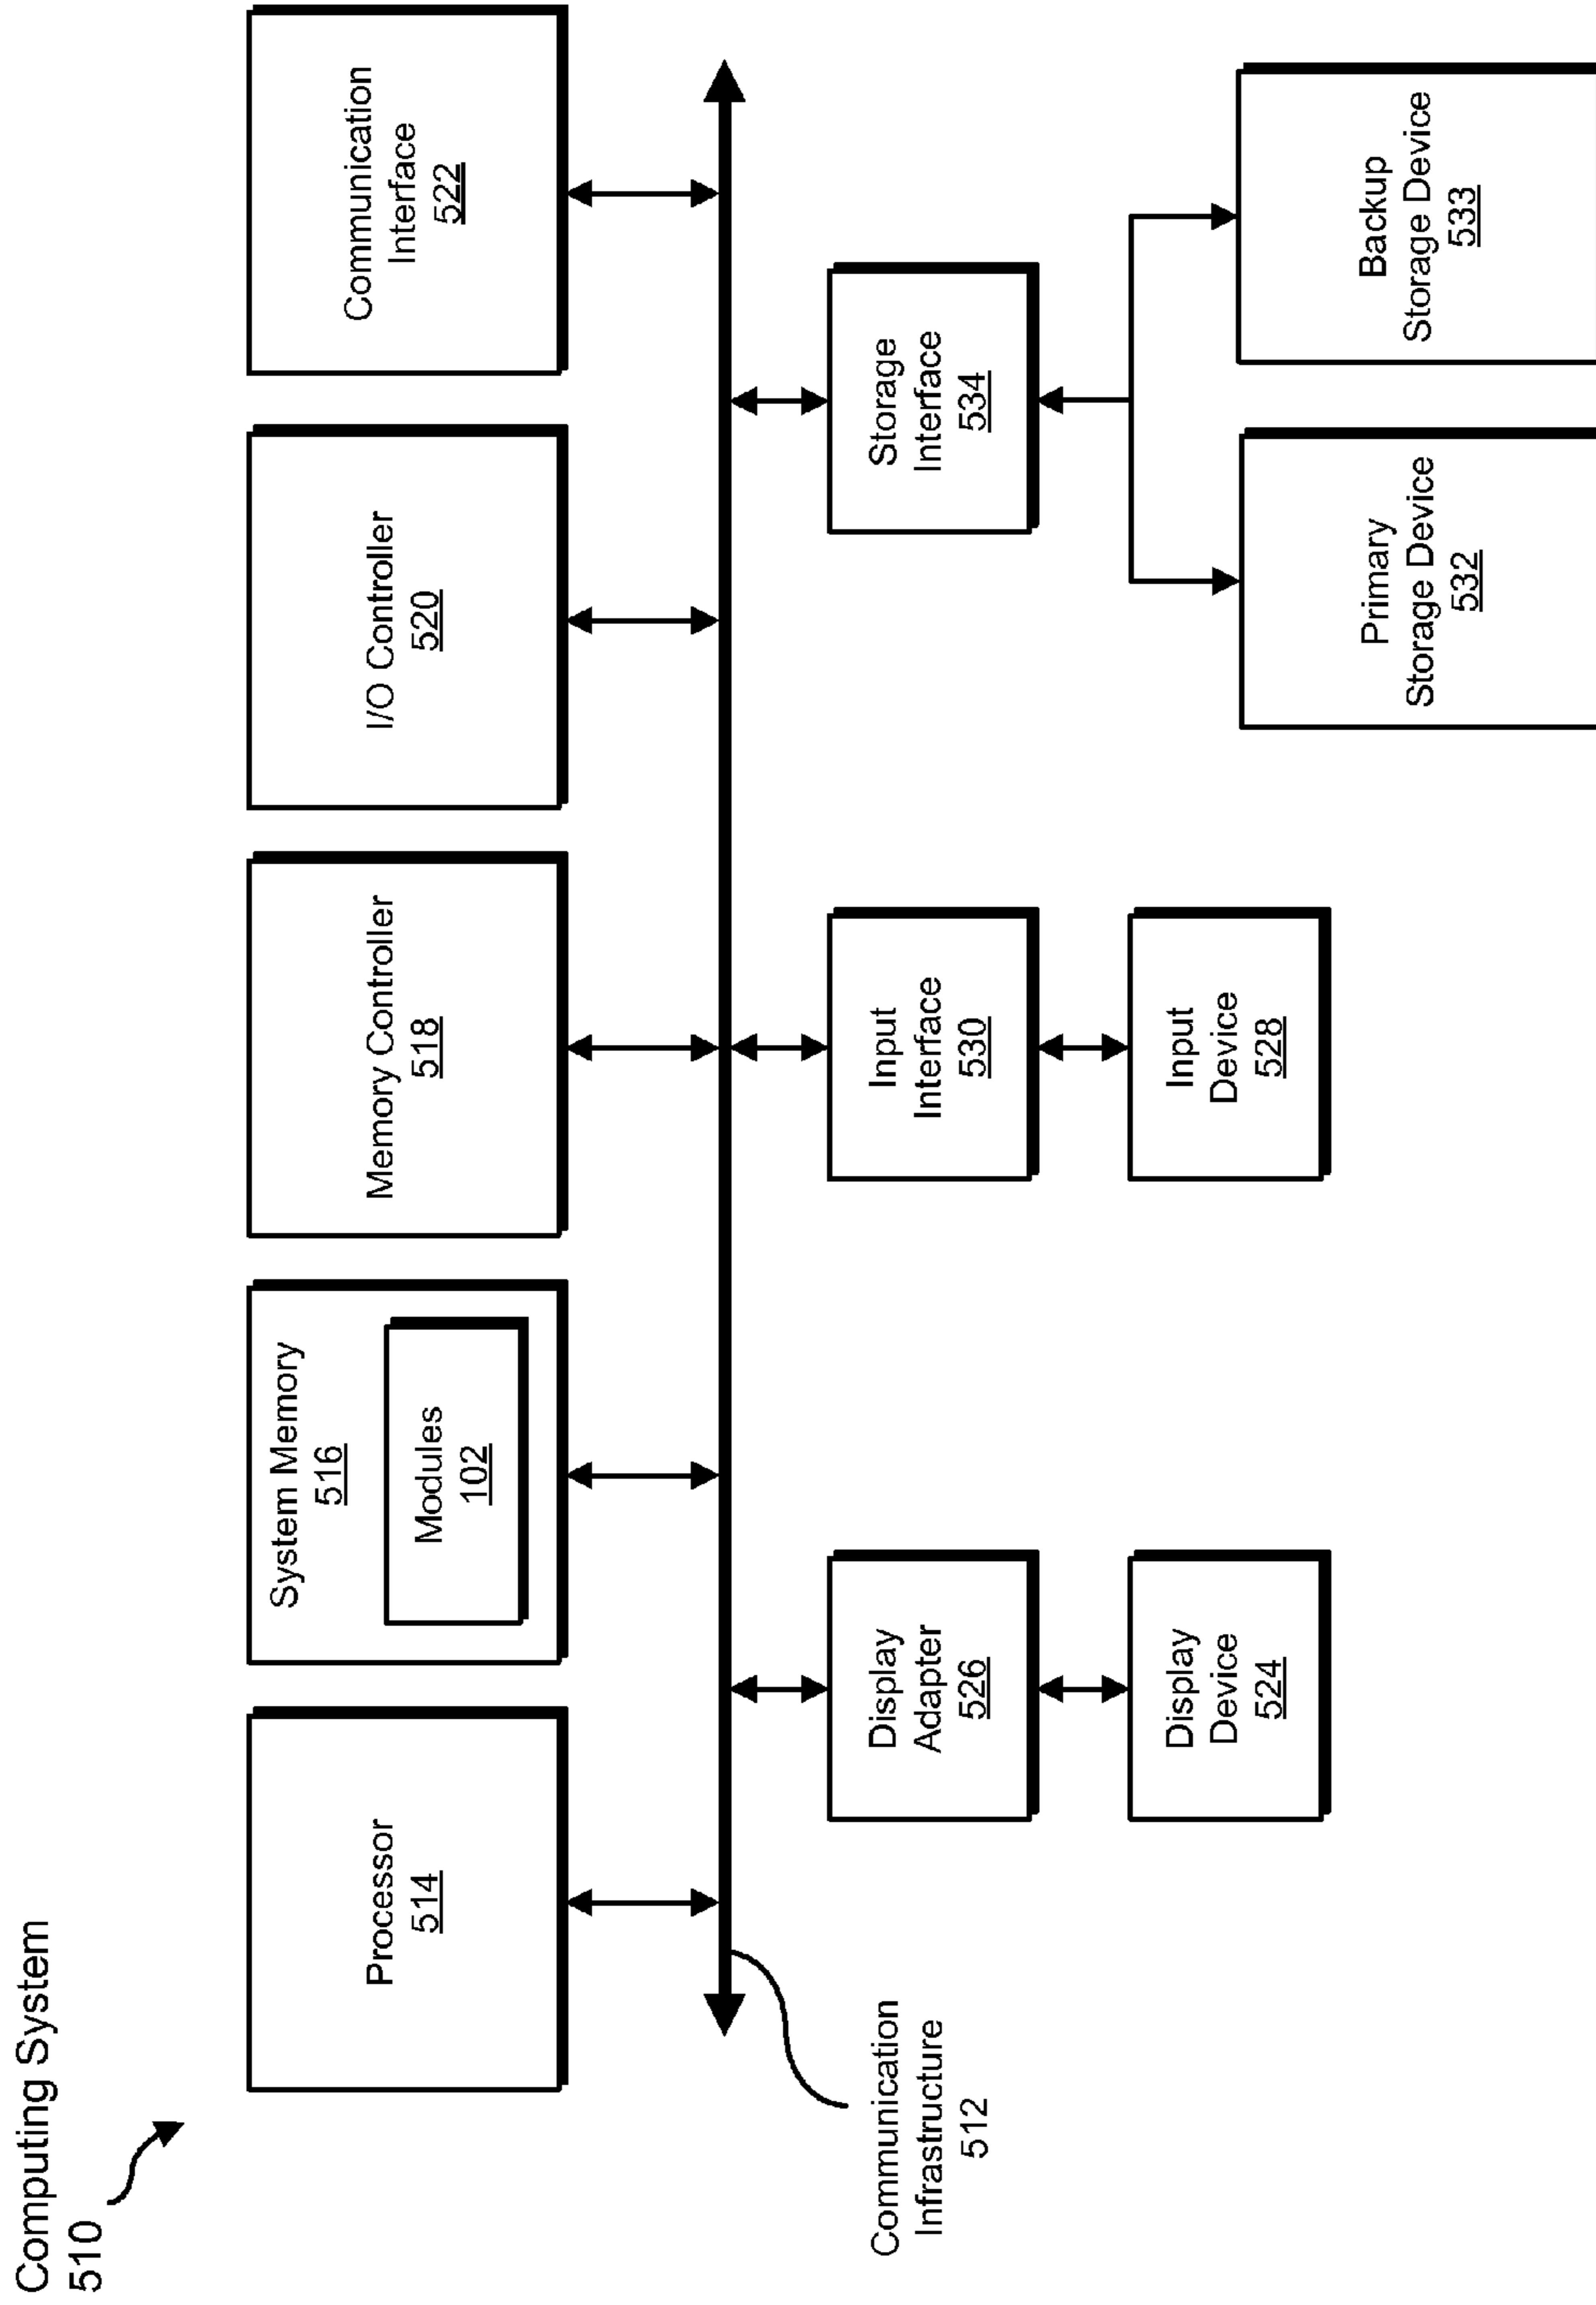 Computing System
510
Processor
514
System Memory
516
Modules
102
Memory Controller
518
I/O Controller
520
Communication
Interface
522
Communication
Infrastructure
512
Display
Adapter
526
Input
Interface
530
Storage
Interface
534
Display
Device
524
Input
Device
528
Primary
Storage Device
532
Backup
Storage Device
533